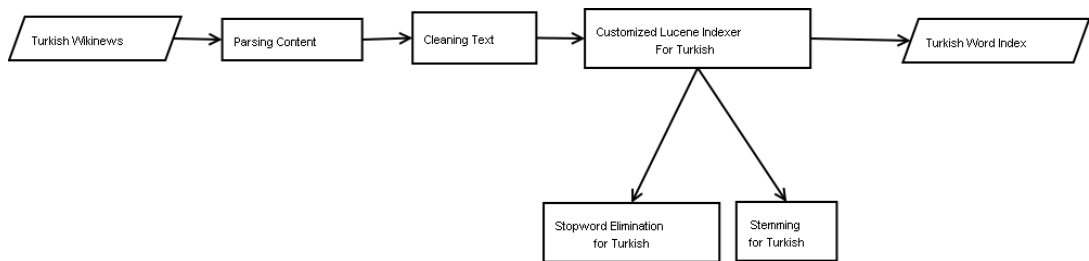 Turkish Wikinews
Parsing Content
Cleaning Text
Customized Lucene Indexer
For Turkish
Turkish Word Index
Stopword Elimination
for Turkish
Stemming
for Turkish